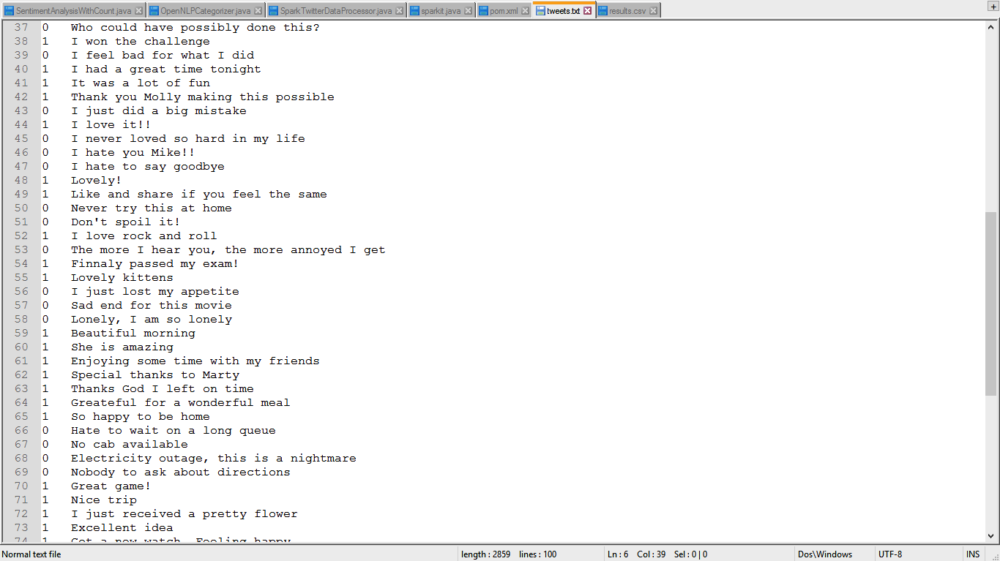 SentimentAnalysisWithCount.java OpenNLPCategorizer.java SparkTwitterDataProcessor.java sparkit.java pom.xml tweets.txt results.csv
37 0 Who could have possibly done this?
38 1 I won the challenge
39 0 I feel bad for what I did
40 1 I had a great time tonight
41 1 It was a lot of fun
42 1 Thank you Molly making this possible
43 0 I just did a big mistake
44 1 I love it!!
45 0 I never loved so hard in my life
46 0 I hate you Mike!!
47 0 I hate to say goodbye
48 1 Lovely!
49 1 Like and share if you feel the same
50 0 Never try this at home
51 0 Don't spoil it!
52 1 I love rock and roll
53 0 The more I hear you, the more annoyed I get
54 1 Finnaly passed my exam!
55 1 Lovely kittens
56 0 I just lost my appetite
57 0 Sad end for this movie
58 0 Lonely, I am so lonely
59 1 Beautiful morning
60 1 She is amazing
61 1 Enjoying some time with my friends
62 1 Special thanks to Marty
63 1 Thanks God I left on time
64 1 Greateful for a wonderful meal
65 1 So happy to be home
66 0 Hate to wait on a long queue
67 0 No cab available
68 0 Electricity outage, this is a nightmare
69 0 Nobody to ask about directions
70 1 Great game!
71 1 Nice trip
72 1 I just received a pretty flower
73 1 Excellent idea
74 1 Got a new watch. Feeling happy
Normal text file length : 2859 lines : 100 Ln : 6 Col : 39 Sel : 0 | 0 Dos\Windows UTF-8 INS